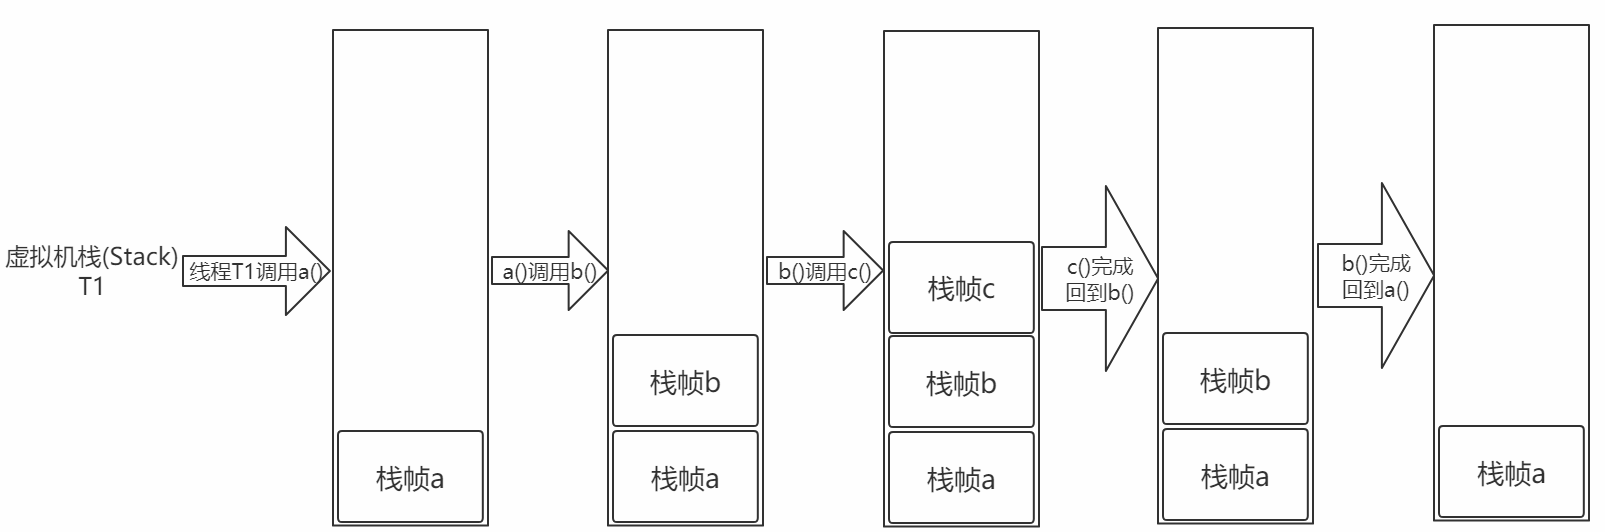 虚拟机栈(Stack)
T1
线程T1调用a()
栈帧a
a()调用b()
栈帧b
栈帧a
b()调用c()
栈帧c
栈帧b
栈帧a
c()完成
回到b()
栈帧b
栈帧a
b()完成
回到a()
栈帧a